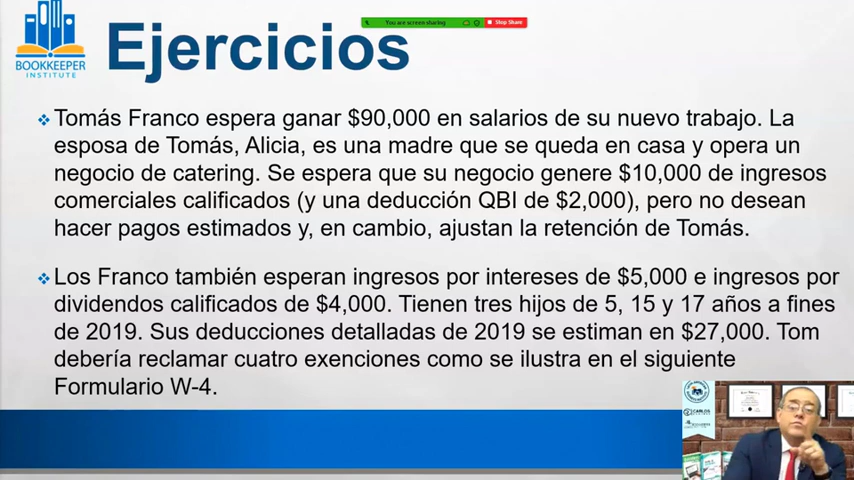 You are screen sharing
Stop Share
BOOKKEEPER
INSTITUTE
Ejercicios
Tomás Franco espera ganar $90,000 en salarios de su nuevo trabajo. La
esposa de Tomás, Alicia, es una madre que se queda en casa y opera un
negocio de catering. Se espera que su negocio genere $10,000 de ingresos
comerciales calificados (y una deducción QBI de $2,000), pero no desean
hacer pagos estimados y, en cambio, ajustan la retención de Tomás.
Los Franco también esperan ingresos por intereses de $5,000 e ingresos por
dividendos calificados de $4,000. Tienen tres hijos de 5, 15 y 17 años a fines
de 2019. Sus deducciones detalladas de 2019 se estiman en $27,000. Tom
debería reclamar cuatro exenciones como se ilustra en el siguiente
Formulario W-4.
CARLOS